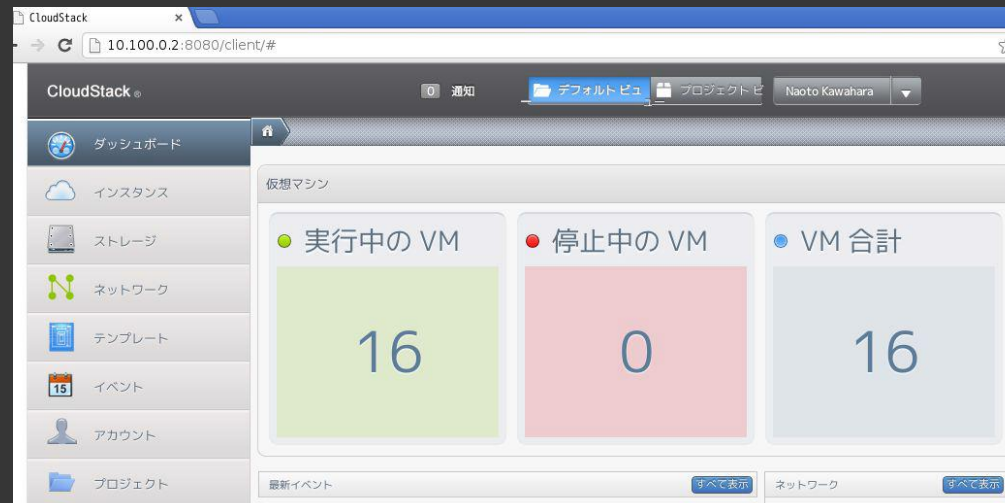 CloudStack
10.100.0.2:8080/client/#
CloudStack ®
0 通知 デフォルト ビュ プロジェクト ビ Naoto Kawahara
ダッシュボード
インスタンス
ストレージ
ネットワーク
テンプレート
15 イベント
アカウント
プロジェクト
仮想マシン
実行中の VM
停止中の VM
VM 合計
16
0
16
最新イベント すべて表示
ネットワーク すべて表示